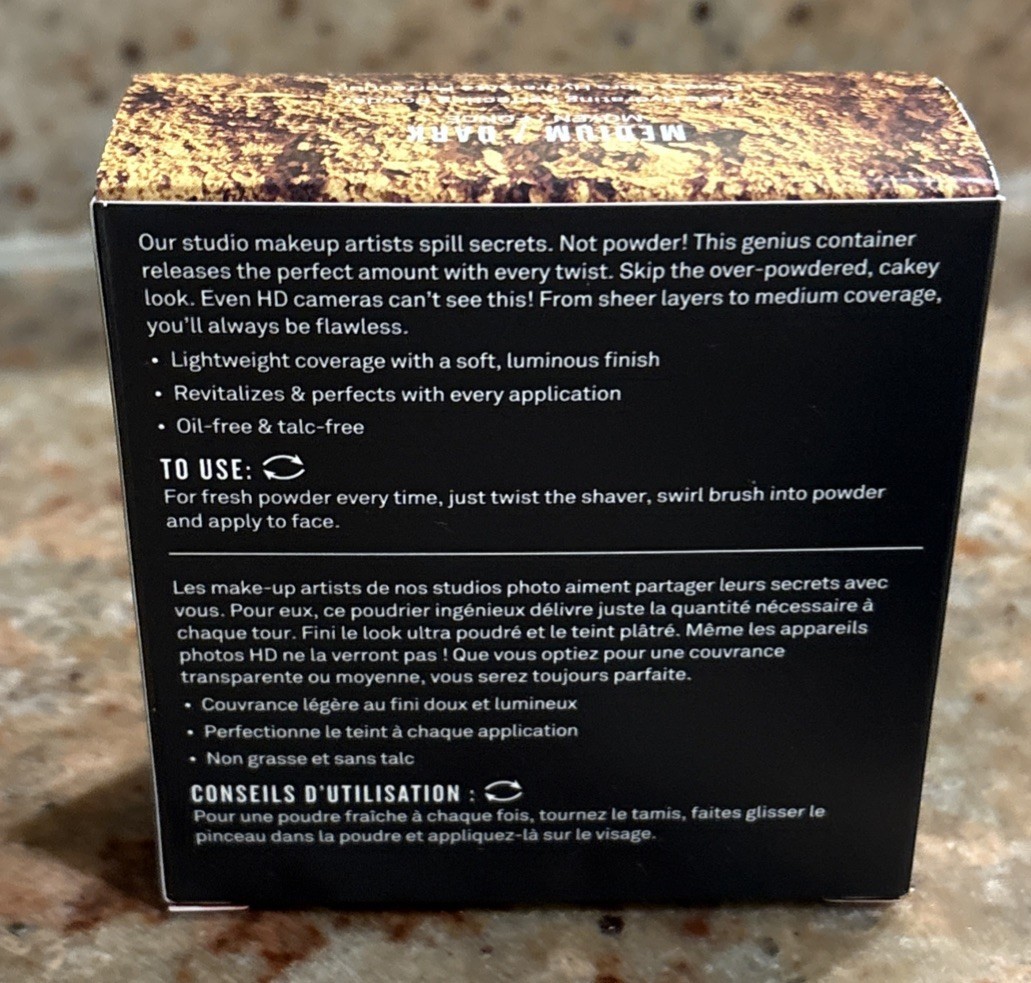 MEDIUM / DARK
Our studio makeup artists spill secrets. Not powder! This genius container
releases the perfect amount with every twist. Skip the over-powdered, cakey
look. Even HD cameras can't see this! From sheer layers to medium coverage,
you'll always be flawless.
• Lightweight coverage with a soft, luminous finish
• Revitalizes & perfects with every application
• Oil-free & talc-free
TO USE:
For fresh powder every time, just twist the shaver, swirl brush into powder
and apply to face.
Les make-up artists de nos studios photo aiment partager leurs secrets avec
vous. Pour eux, ce poudrier ingénieux délivre juste la quantité nécessaire à
chaque tour. Fini le look ultra poudré et le teint plâtré. Même les appareils
photos HD ne la verront pas ! Que vous optiez pour une couvrance
transparente ou moyenne, vous serez toujours parfaite.
• Couvrance légère au fini doux et lumineux
• Perfectionne le teint à chaque application
• Non grasse et sans talc
CONSEILS D'UTILISATION :
Pour une poudre fraîche à chaque fois, tournez le tamis, faites glisser le
pinceau dans la poudre et appliquez-là sur le visage.